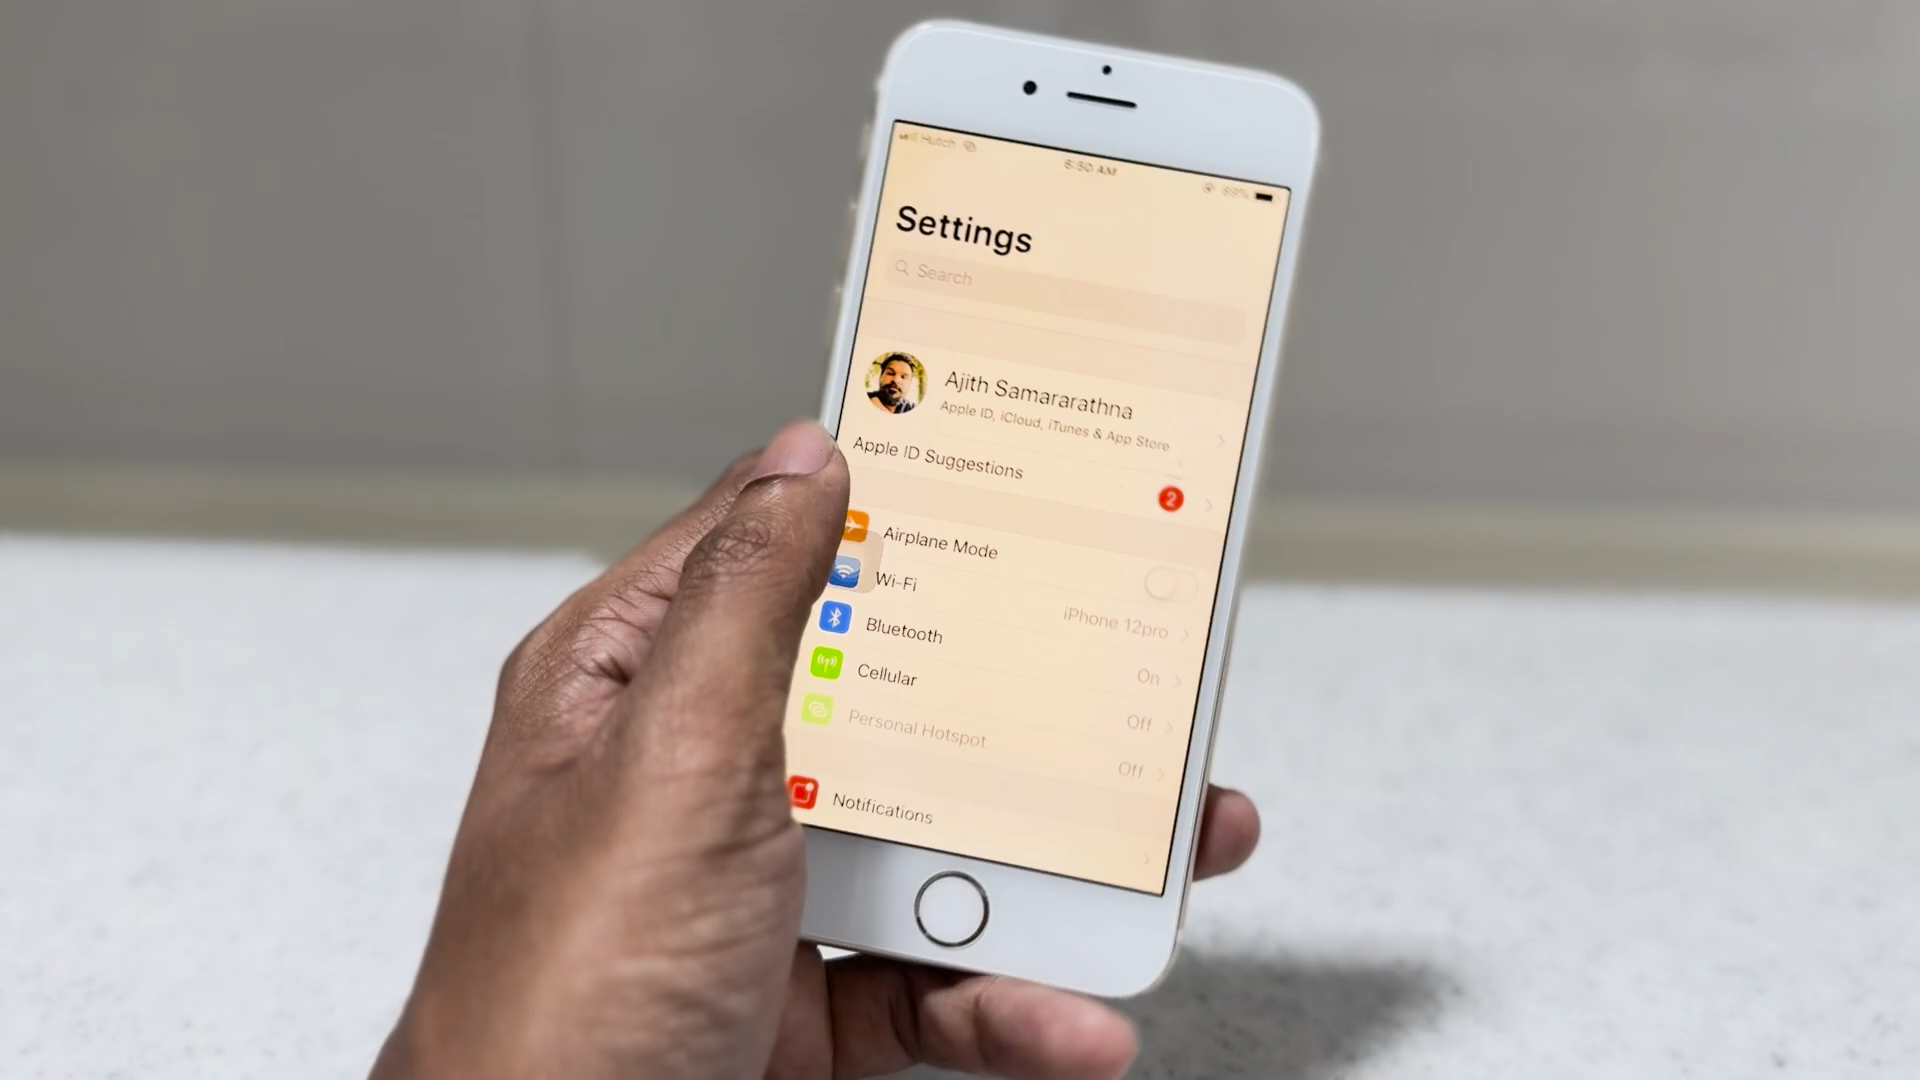 Hutch
6:50 AM
Settings
Search
Ajith Samararathna
Apple ID, iCloud, iTunes & App Store
Apple ID Suggestions
2
Airplane Mode
Wi-Fi
iPhone 12pro
Bluetooth
On
Cellular
Off
Personal Hotspot
Off
Notifications